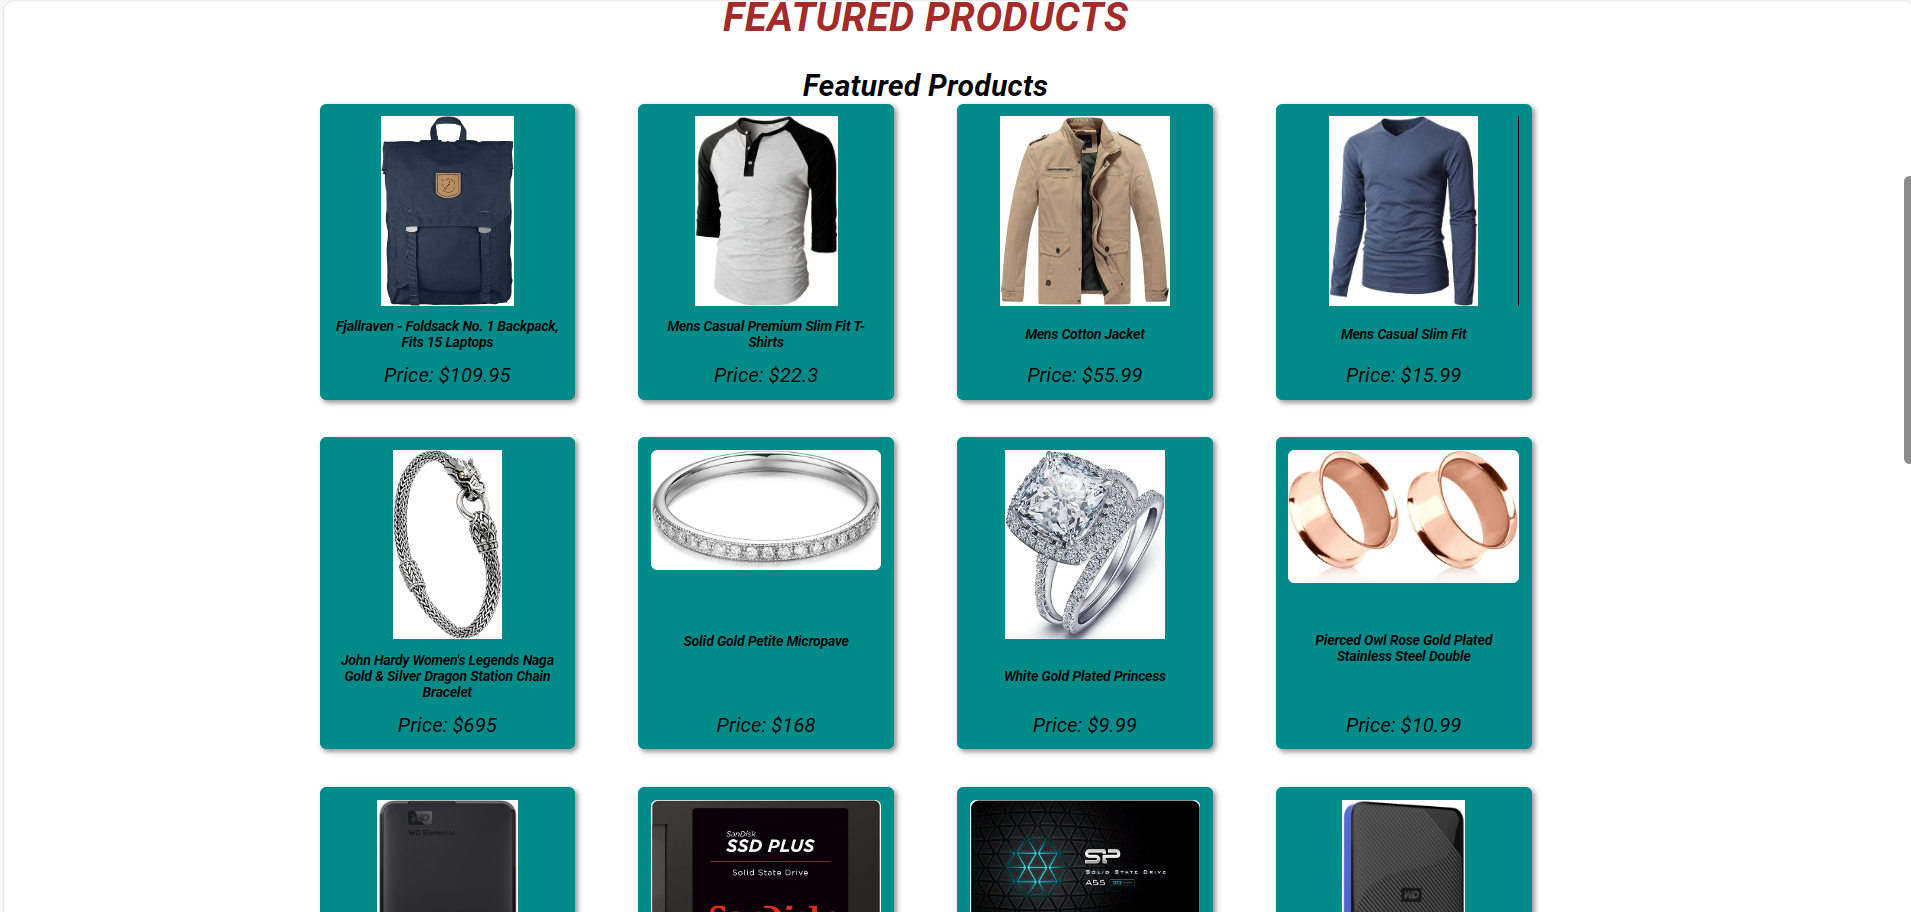 FEATURED PRODUCTS
Featured Products
Fjallraven - Foldsack No. 1 Backpack,
Fits 15 Laptops
Price: $109.95
Mens Casual Premium Slim Fit T-
Shirts
Price: $22.3
Mens Cotton Jacket
Price: $55.99
Mens Casual Slim Fit
Price: $15.99
John Hardy Women's Legends Naga
Gold & Silver Dragon Station Chain
Bracelet
Price: $695
Solid Gold Petite Micropave
Price: $168
White Gold Plated Princess
Price: $9.99
Pierced Owl Rose Gold Plated
Stainless Steel Double
Price: $10.99
WD
WD Elements
SanDisk
SSD PLUS
Solid State Drive
SanDisk
SP
SOLID STATE DRIVE
A55
WD